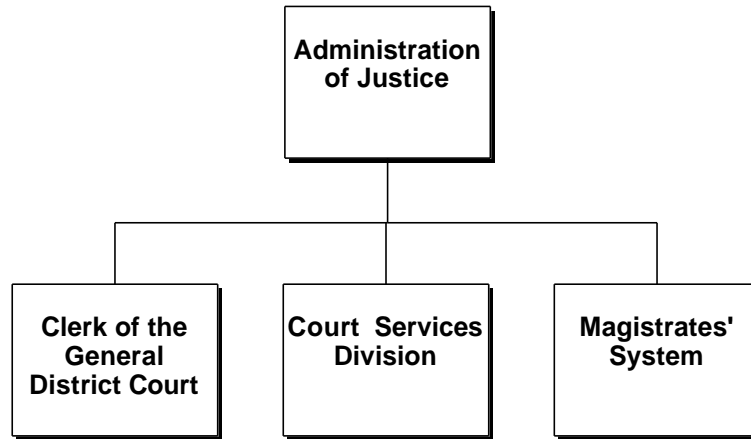 Administration
of Justice
Clerk of the
General
District Court
Court Services
Division
Magistrates'
System